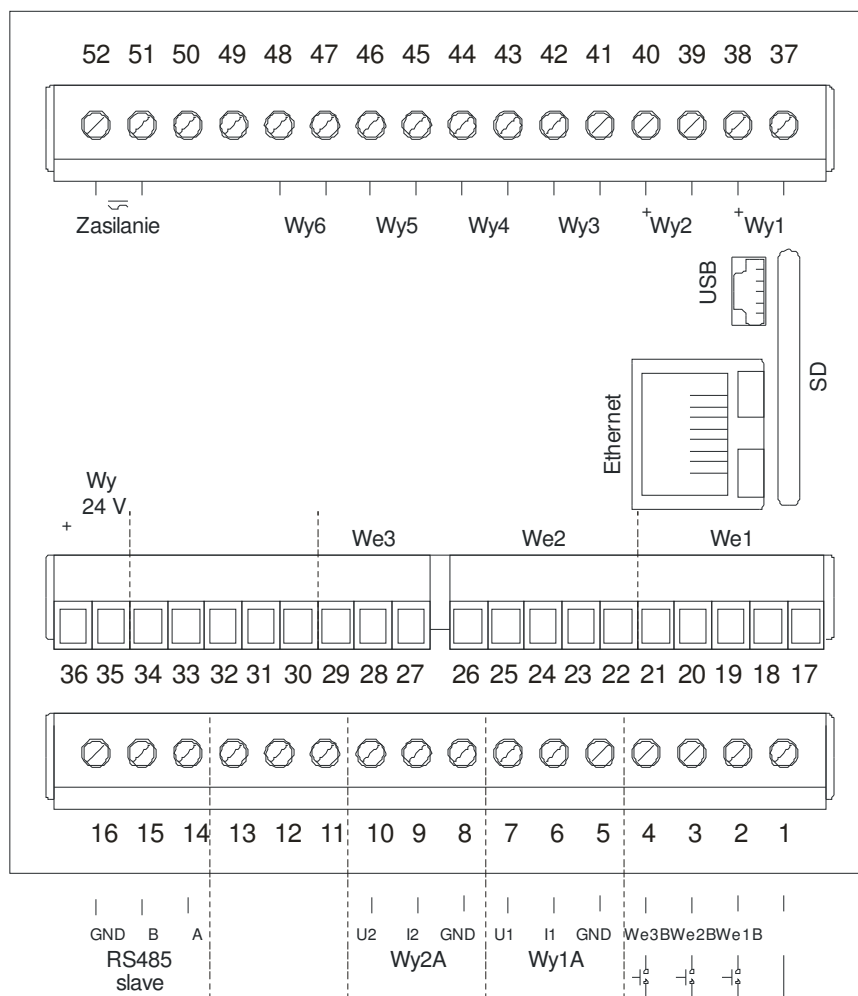 52 51 50 49 48 47 46 45 44 43 42 41 40 39 38 37
Zasilanie Wy6 Wy5 Wy4 Wy3 + Wy2 + Wy1
USB
SD
Ethernet
Wy
24 V
+
We3 We2 We1
36 35 34 33 32 31 30 29 28 27 26 25 24 23 22 21 20 19 18 17
16 15 14 13 12 11 10 9 8 7 6 5 4 3 2 1
GND B A U2 I2 GND U1 I1 GND We3B We2B We1B
RS485 Wy2A Wy1A
slave